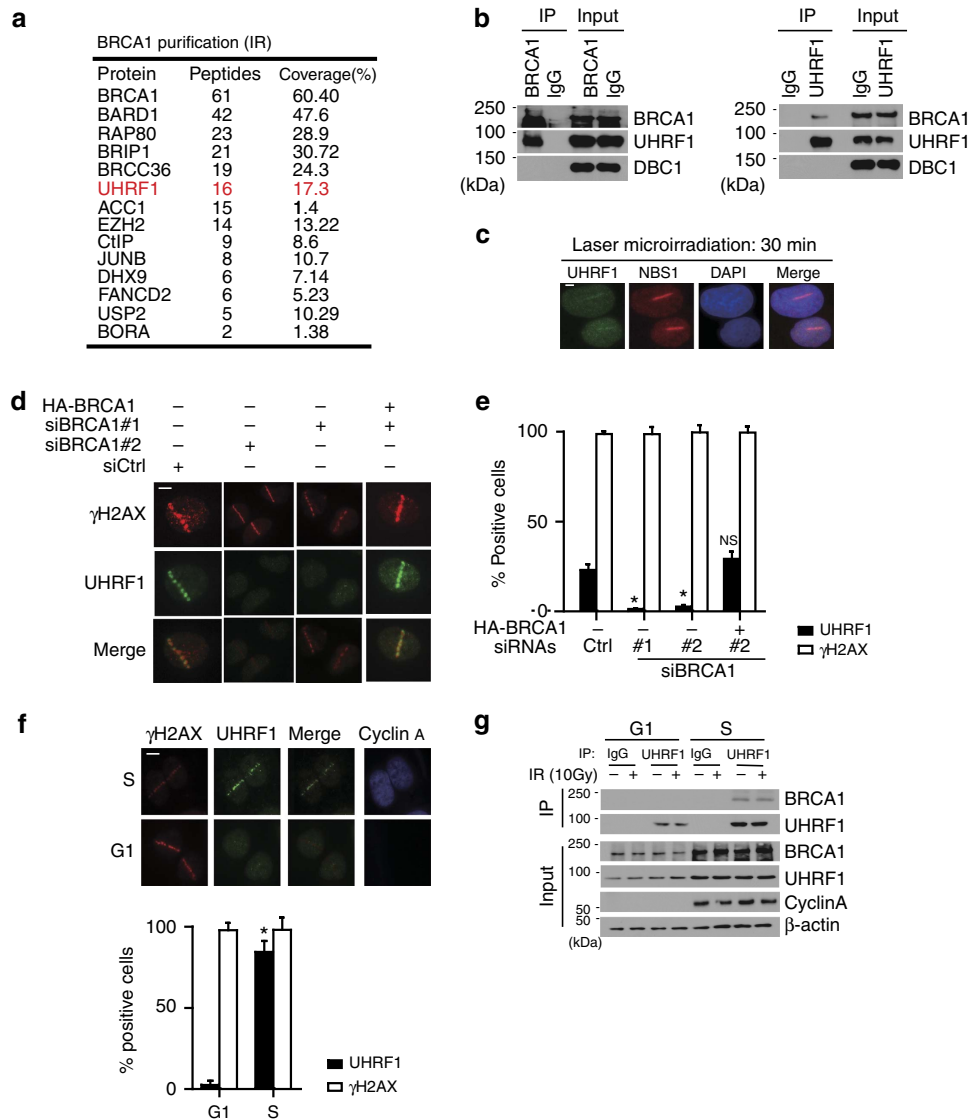 a
BRCA1 purification (IR)
Protein Peptides Coverage(%)
BRCA1 61 60.40
BARD1 42 47.6
RAP80 23 28.9
BRIP1 21 30.72
BRCC36 19 24.3
UHRF1 16 17.3
ACC1 15 1.4
EZH2 14 13.22
CtIP 9 8.6
JUNB 8 10.7
DHX9 6 7.14
FANCD2 6 5.23
USP2 5 10.29
BORA 2 1.38
b
IP Input
BRCA1 IgG BRCA1 IgG
250 BRCA1
100 UHRF1
150 DBC1
(kDa)
IP Input
IgG UHRF1 IgG UHRF1
250 BRCA1
100 UHRF1
150 DBC1
(kDa)
c
Laser microirradiation: 30 min
UHRF1 NBS1 DAPI Merge
d
HA-BRCA1 – – – +
siBRCA1#1 – – + +
siBRCA1#2 – + – –
siCtrl + – – –
γH2AX
UHRF1
Merge
e
% Positive cells
100
50
0
* * NS
HA-BRCA1 – – – +
siRNAs Ctrl #1 #2 #2
siBRCA1
UHRF1
γH2AX
f
γH2AX UHRF1 Merge Cyclin A
S
G1
% positive cells
100
50
0
*
G1 S
UHRF1
γH2AX
g
G1 S
IP: IgG UHRF1 IgG UHRF1
IR (10Gy) – + – + – + – +
IP
250 BRCA1
100 UHRF1
Input
250 BRCA1
100 UHRF1
50 CyclinA
50 β-actin
(kDa)